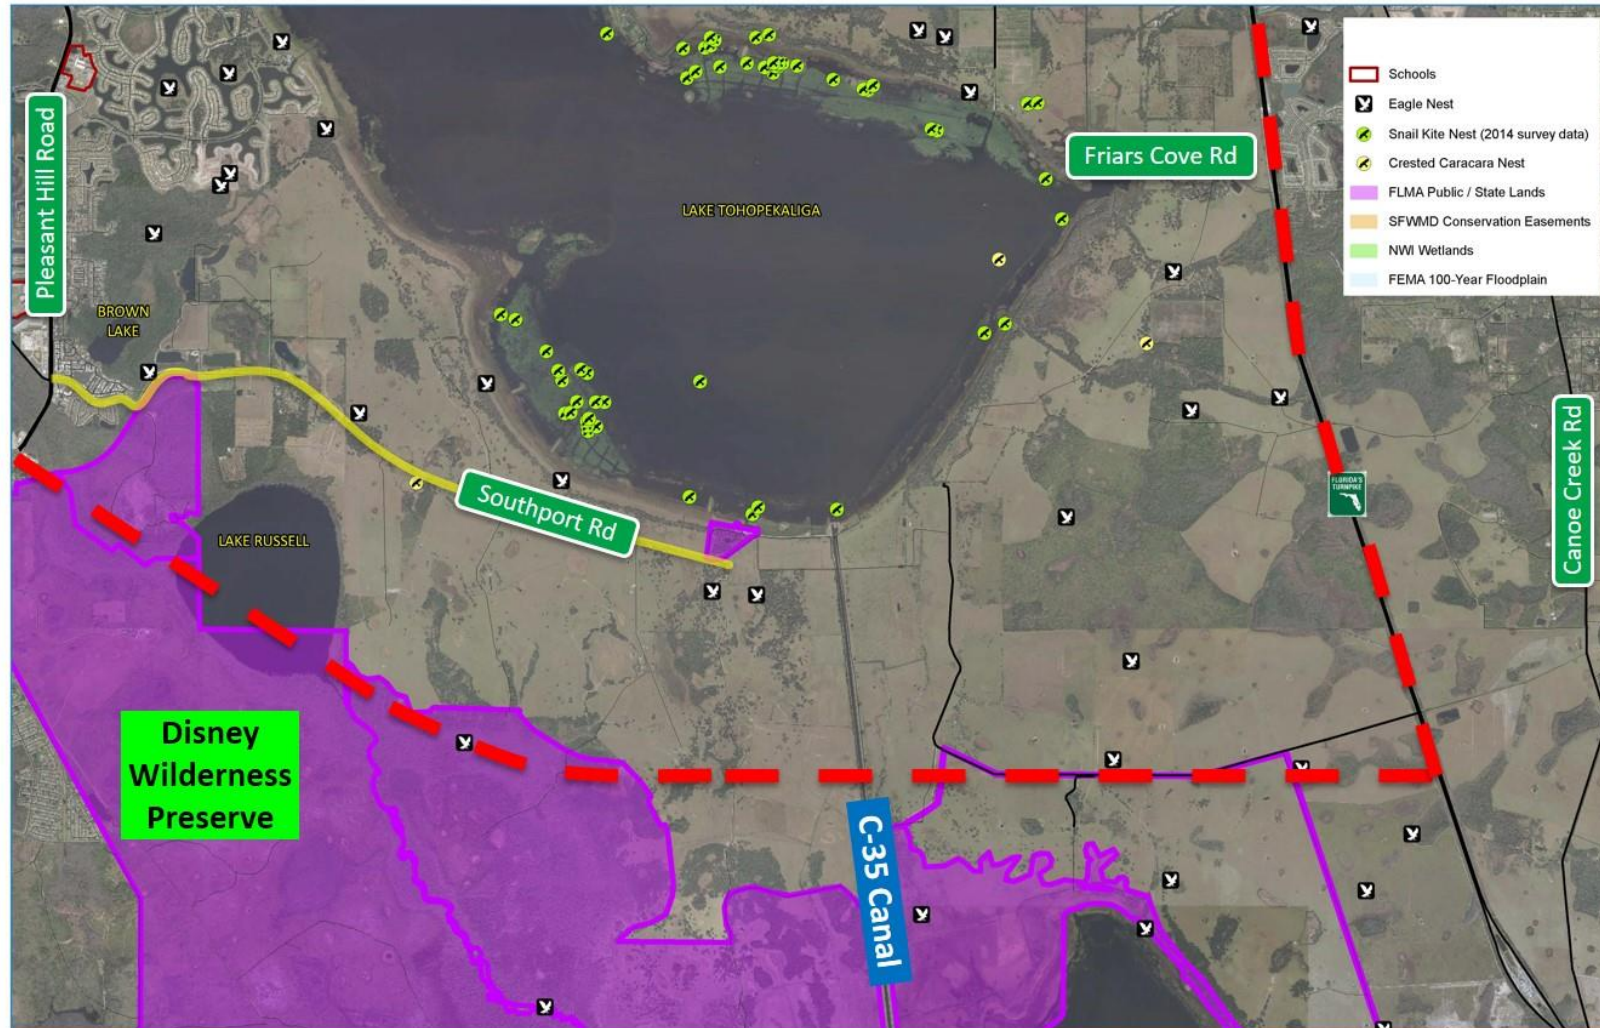 Schools
Eagle Nest
Snail Kite Nest (2014 survey data)
Crested Caracara Nest
FLMA Public / State Lands
SFWMD Conservation Easements
NWI Wetlands
FEMA 100-Year Floodplain
Pleasant Hill Road
Friars Cove Rd
LAKE TOHOPEKALIGA
BROWN
LAKE
Southport Rd
FLORIDA'S
TURNPIKE
Canoe Creek Rd
LAKE RUSSELL
Disney
Wilderness
Preserve
C-35 Canal